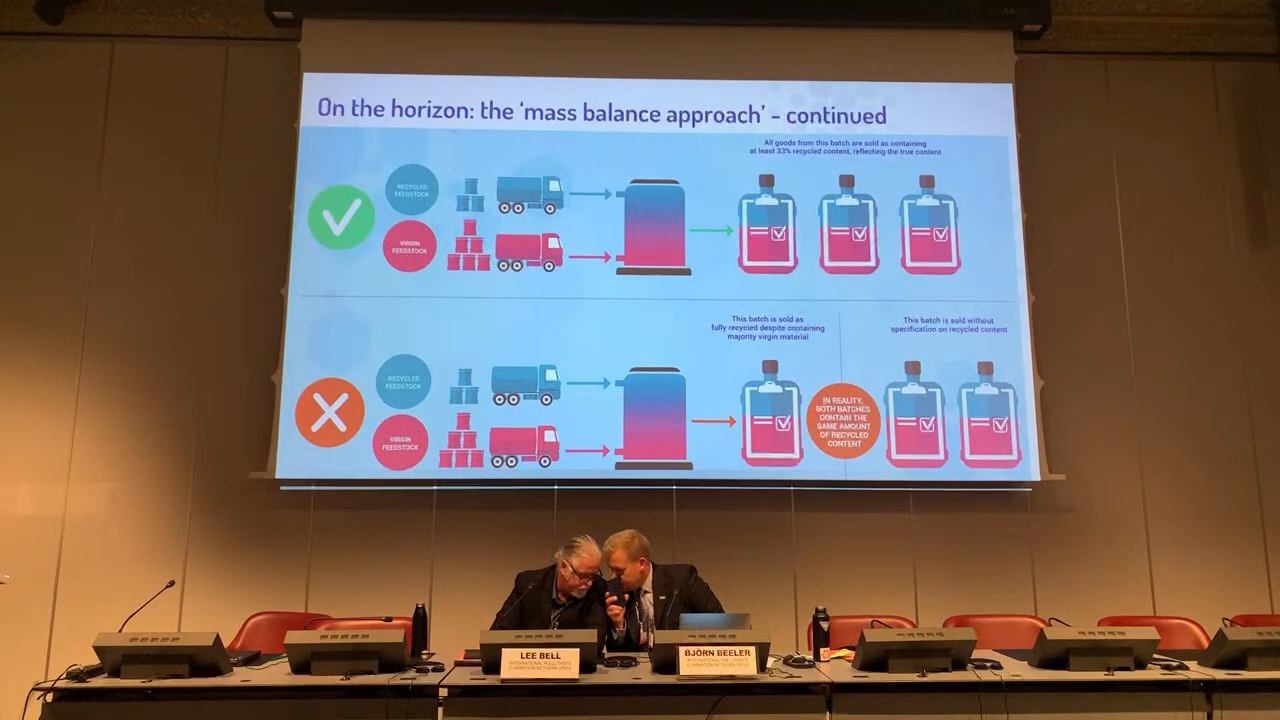 On the horizon: the ‘mass balance approach’ - continued
All goods from this batch are sold as containing
at least 33% recycled content, reflecting the true content
RECYCLED
FEEDSTOCK
VIRGIN
FEEDSTOCK
This batch is sold as
fully recycled despite containing
majority virgin material
This batch is sold without
specification on recycled content
RECYCLED
FEEDSTOCK
VIRGIN
FEEDSTOCK
IN REALITY,
BOTH BATCHES
CONTAIN THE
SAME AMOUNT
OF RECYCLED
CONTENT
LEE BELL
INTERNATIONAL POLLUTANTS
ELIMINATION NETWORK (IPEN)
BJÖRN BEELER
INTERNATIONAL POLLUTANTS
ELIMINATION NETWORK (IPEN)